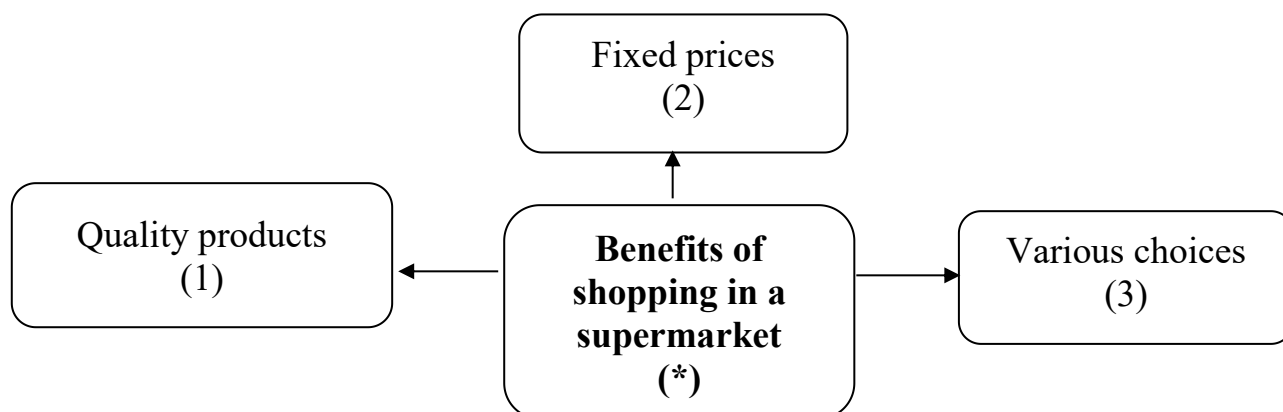 Fixed prices
(2)
Quality products
(1)
Benefits of
shopping in a
supermarket
(*)
Various choices
(3)